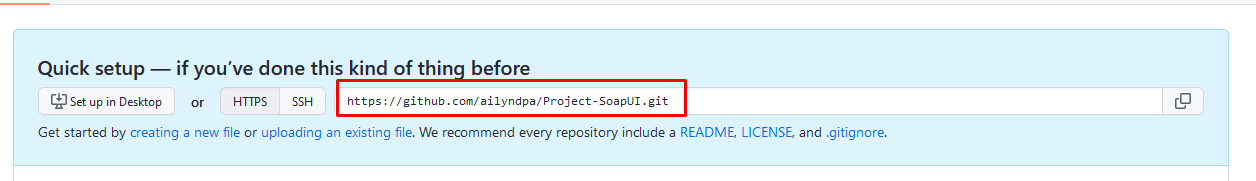 Quick setup — if you’ve done this kind of thing before
Set up in Desktop or HTTPS SSH https://github.com/ailyndpa/Project-SoapUI.git
Get started by creating a new file or uploading an existing file. We recommend every repository include a README, LICENSE, and .gitignore.